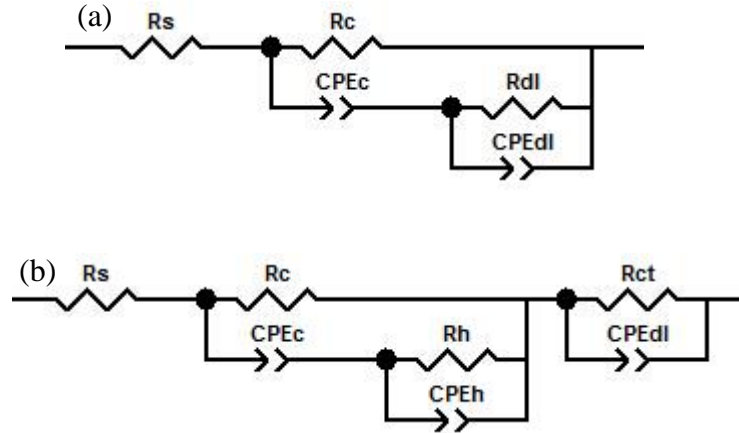 (a)
Rs Rc
CPEc Rdl
CPEdl
(b)
Rs Rc Rct
CPEc Rh CPEdl
CPEh